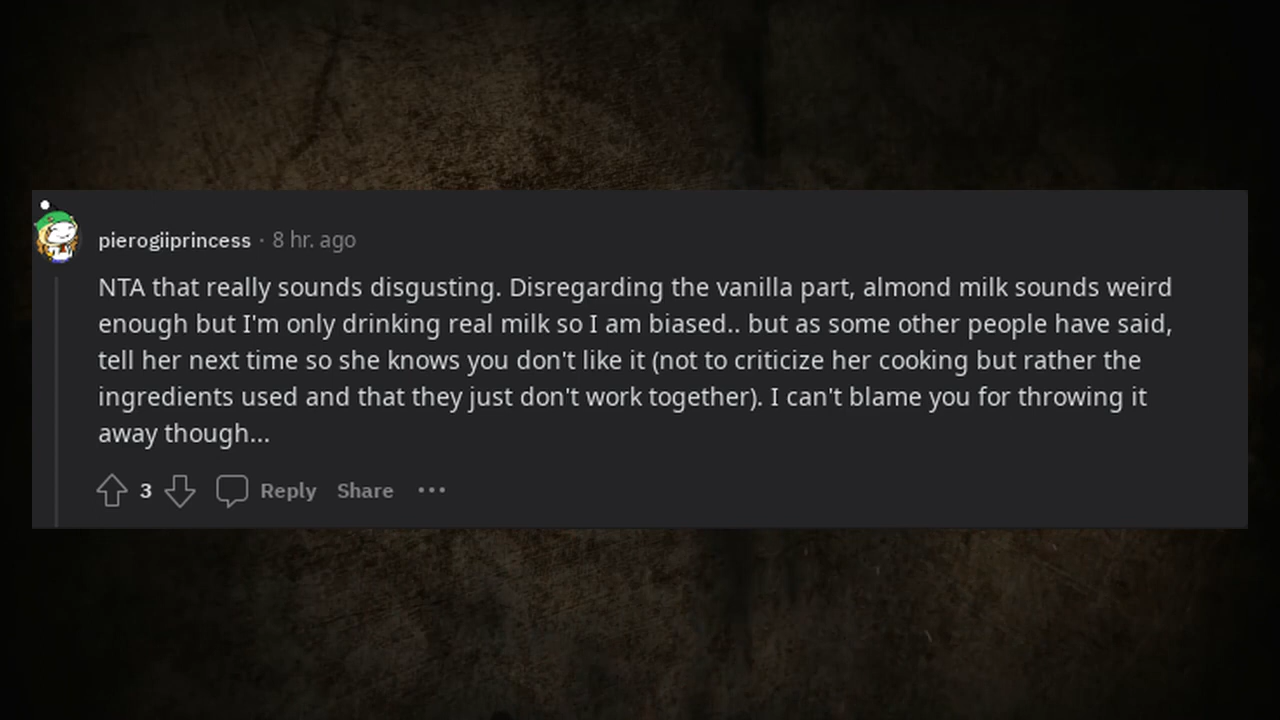 pierogiiprincess · 8 hr. ago
NTA that really sounds disgusting. Disregarding the vanilla part, almond milk sounds weird
enough but I'm only drinking real milk so I am biased.. but as some other people have said,
tell her next time so she knows you don't like it (not to criticize her cooking but rather the
ingredients used and that they just don't work together). I can't blame you for throwing it
away though...
3 Reply Share ...